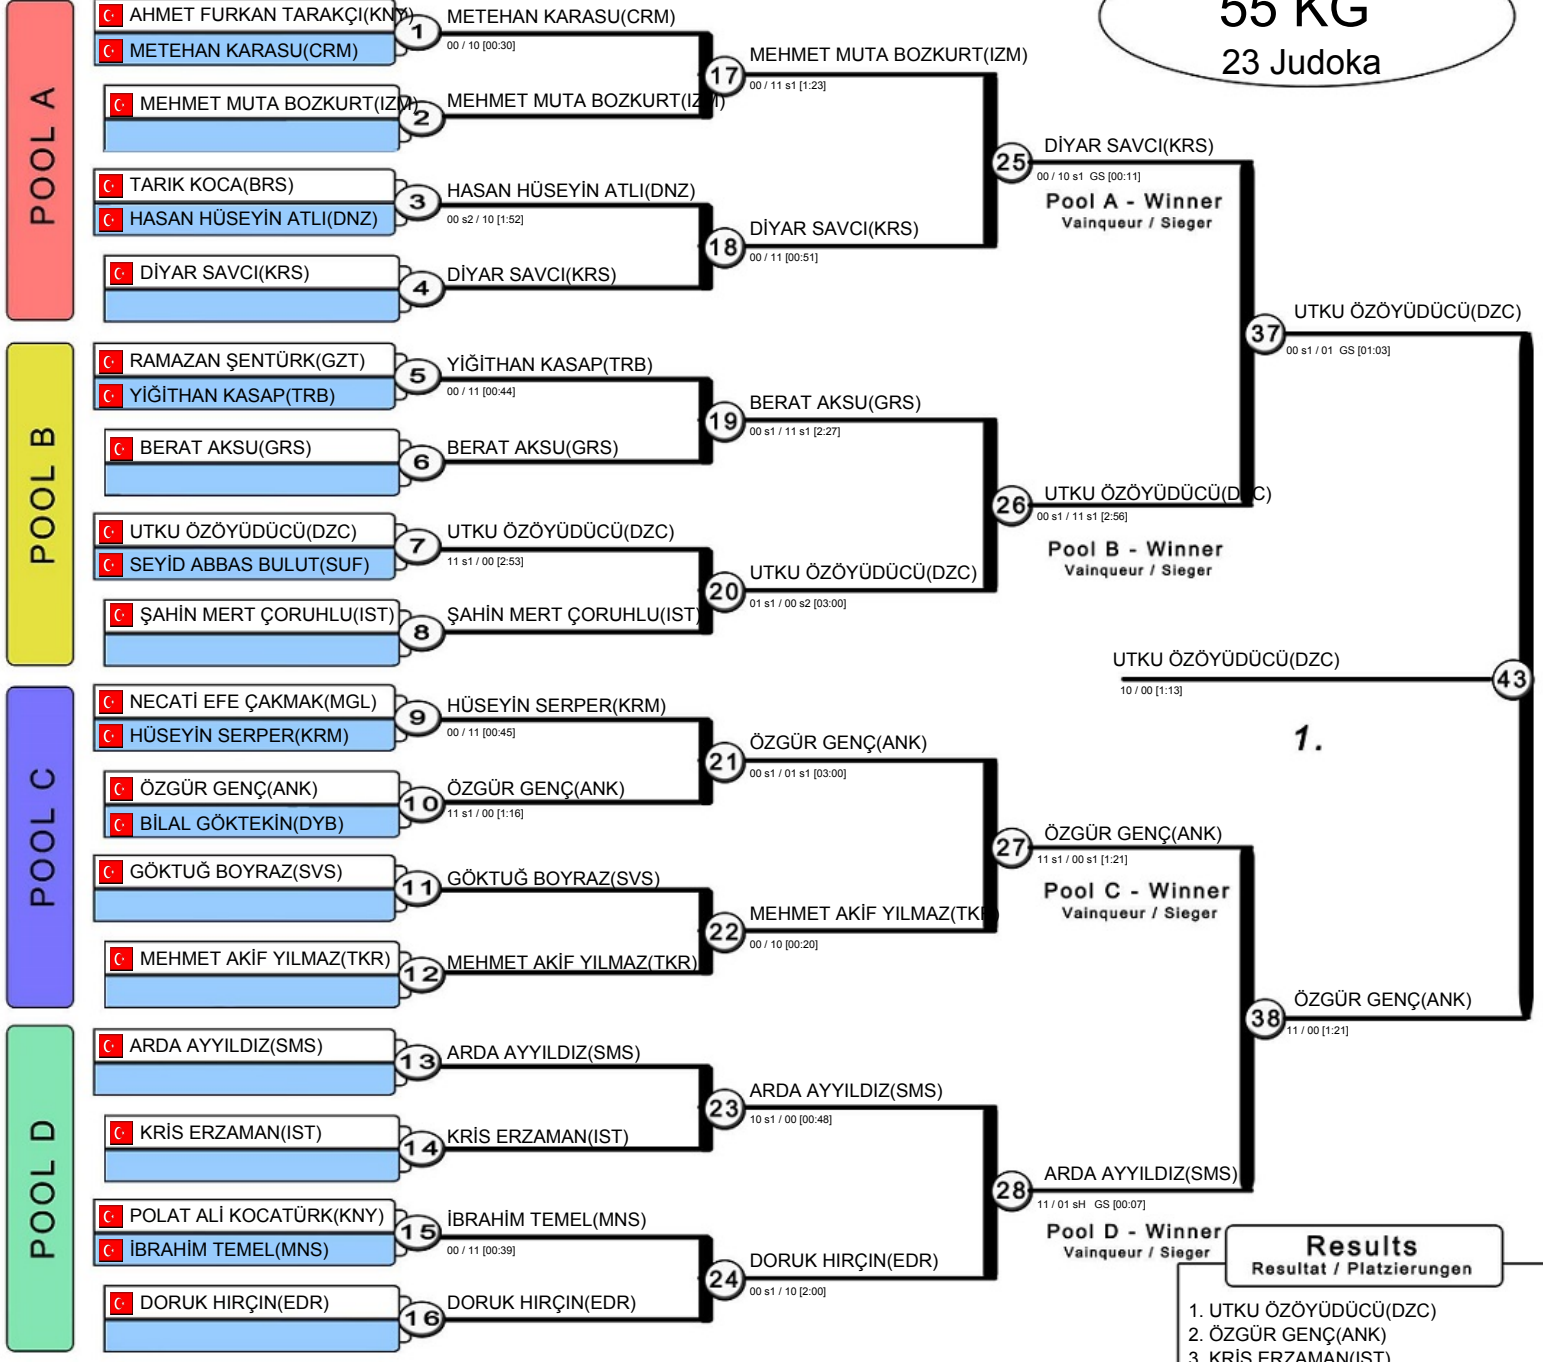 55 KG
23 Judoka
POOL A
AHMET FURKAN TARAKÇI(KNY)
METEHAN KARASU(CRM)
1
METEHAN KARASU(CRM)
00 / 10 [00:30]
MEHMET MUTA BOZKURT(IZM)
2
MEHMET MUTA BOZKURT(IZM)
17
MEHMET MUTA BOZKURT(IZM)
00 / 11 s1 [1:23]
TARIK KOCA(BRS)
HASAN HÜSEYİN ATLI(DNZ)
3
HASAN HÜSEYİN ATLI(DNZ)
00 s2 / 10 [1:52]
DİYAR SAVCI(KRS)
4
DİYAR SAVCI(KRS)
18
DİYAR SAVCI(KRS)
00 / 11 [00:51]
25
DİYAR SAVCI(KRS)
00 / 10 s1 GS [00:11]
Pool A - Winner
Vainqueur / Sieger
POOL B
RAMAZAN ŞENTÜRK(GZT)
YİĞİTHAN KASAP(TRB)
5
YİĞİTHAN KASAP(TRB)
00 / 11 [00:44]
BERAT AKSU(GRS)
6
BERAT AKSU(GRS)
19
BERAT AKSU(GRS)
00 s1 / 11 s1 [2:27]
UTKU ÖZÖYÜDÜCÜ(DZC)
SEYİD ABBAS BULUT(SUF)
7
UTKU ÖZÖYÜDÜCÜ(DZC)
11 s1 / 00 [2:53]
ŞAHİN MERT ÇORUHLU(IST)
8
ŞAHİN MERT ÇORUHLU(IST)
20
UTKU ÖZÖYÜDÜCÜ(DZC)
01 s1 / 00 s2 [03:00]
26
UTKU ÖZÖYÜDÜCÜ(DZC)
00 s1 / 11 s1 [2:56]
Pool B - Winner
Vainqueur / Sieger
37
UTKU ÖZÖYÜDÜCÜ(DZC)
00 s1 / 01 GS [01:03]
POOL C
NECATİ EFE ÇAKMAK(MGL)
HÜSEYİN SERPER(KRM)
9
HÜSEYİN SERPER(KRM)
00 / 11 [00:45]
ÖZGÜR GENÇ(ANK)
BİLAL GÖKTEKİN(DYB)
10
ÖZGÜR GENÇ(ANK)
11 s1 / 00 [1:16]
21
ÖZGÜR GENÇ(ANK)
00 s1 / 01 s1 [03:00]
GÖKTUĞ BOYRAZ(SVS)
11
GÖKTUĞ BOYRAZ(SVS)
MEHMET AKİF YILMAZ(TKR)
12
MEHMET AKİF YILMAZ(TKR)
22
MEHMET AKİF YILMAZ(TKR)
00 / 10 [00:20]
27
ÖZGÜR GENÇ(ANK)
11 s1 / 00 s1 [1:21]
Pool C - Winner
Vainqueur / Sieger
UTKU ÖZÖYÜDÜCÜ(DZC)
10 / 00 [1:13]
43
1.
POOL D
ARDA AYYILDIZ(SMS)
13
ARDA AYYILDIZ(SMS)
KRİS ERZAMAN(IST)
14
KRİS ERZAMAN(IST)
23
ARDA AYYILDIZ(SMS)
10 s1 / 00 [00:48]
POLAT ALİ KOCATÜRK(KNY)
İBRAHİM TEMEL(MNS)
15
İBRAHİM TEMEL(MNS)
00 / 11 [00:39]
DORUK HIRÇIN(EDR)
16
DORUK HIRÇIN(EDR)
24
DORUK HIRÇIN(EDR)
00 s1 / 10 [2:00]
28
ARDA AYYILDIZ(SMS)
11 / 01 sH GS [00:07]
Pool D - Winner
Vainqueur / Sieger
38
ÖZGÜR GENÇ(ANK)
11 / 00 [1:21]
Results
Resultat / Platzierungen
1. UTKU ÖZÖYÜDÜCÜ(DZC)
2. ÖZGÜR GENÇ(ANK)
3. KRİS ERZAMAN(IST)